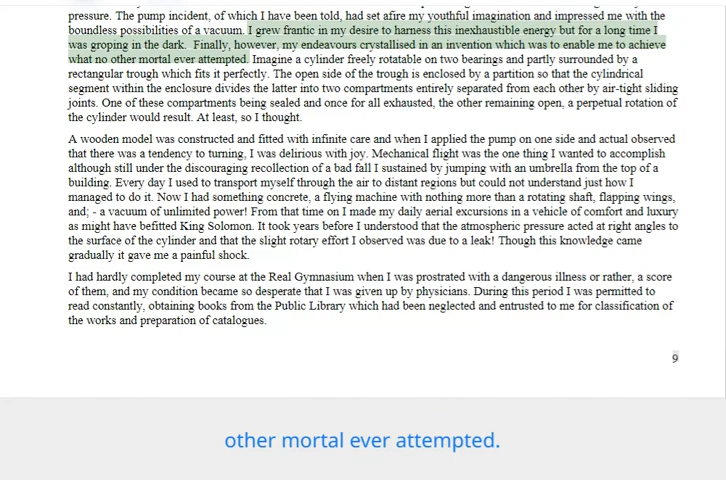 pressure. The pump incident, of which I have been told, had set afire my youthful imagination and impressed me with the
boundless possibilities of a vacuum. I grew frantic in my desire to harness this inexhaustible energy but for a long time I
was groping in the dark. Finally, however, my endeavours crystallised in an invention which was to enable me to achieve
what no other mortal ever attempted. Imagine a cylinder freely rotatable on two bearings and partly surrounded by a
rectangular trough which fits it perfectly. The open side of the trough is enclosed by a partition so that the cylindrical
segment within the enclosure divides the latter into two compartments entirely separated from each other by air-tight sliding
joints. One of these compartments being sealed and once for all exhausted, the other remaining open, a perpetual rotation of
the cylinder would result. At least, so I thought.
A wooden model was constructed and fitted with infinite care and when I applied the pump on one side and actual observed
that there was a tendency to turning, I was delirious with joy. Mechanical flight was the one thing I wanted to accomplish
although still under the discouraging recollection of a bad fall I sustained by jumping with an umbrella from the top of a
building. Every day I used to transport myself through the air to distant regions but could not understand just how I
managed to do it. Now I had something concrete, a flying machine with nothing more than a rotating shaft, flapping wings,
and; - a vacuum of unlimited power! From that time on I made my daily aerial excursions in a vehicle of comfort and luxury
as might have befitted King Solomon. It took years before I understood that the atmospheric pressure acted at right angles to
the surface of the cylinder and that the slight rotary effort I observed was due to a leak! Though this knowledge came
gradually it gave me a painful shock.
I had hardly completed my course at the Real Gymnasium when I was prostrated with a dangerous illness or rather, a score
of them, and my condition became so desperate that I was given up by physicians. During this period I was permitted to
read constantly, obtaining books from the Public Library which had been neglected and entrusted to me for classification of
the works and preparation of catalogues.
9
other mortal ever attempted.